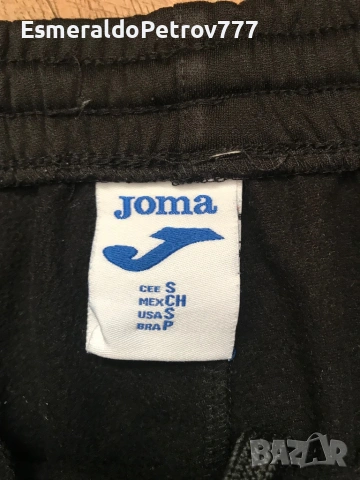 EsmeraldoPetrov777
Joma
CEE S
MEX CH
USA S
BRA P
BAZAR